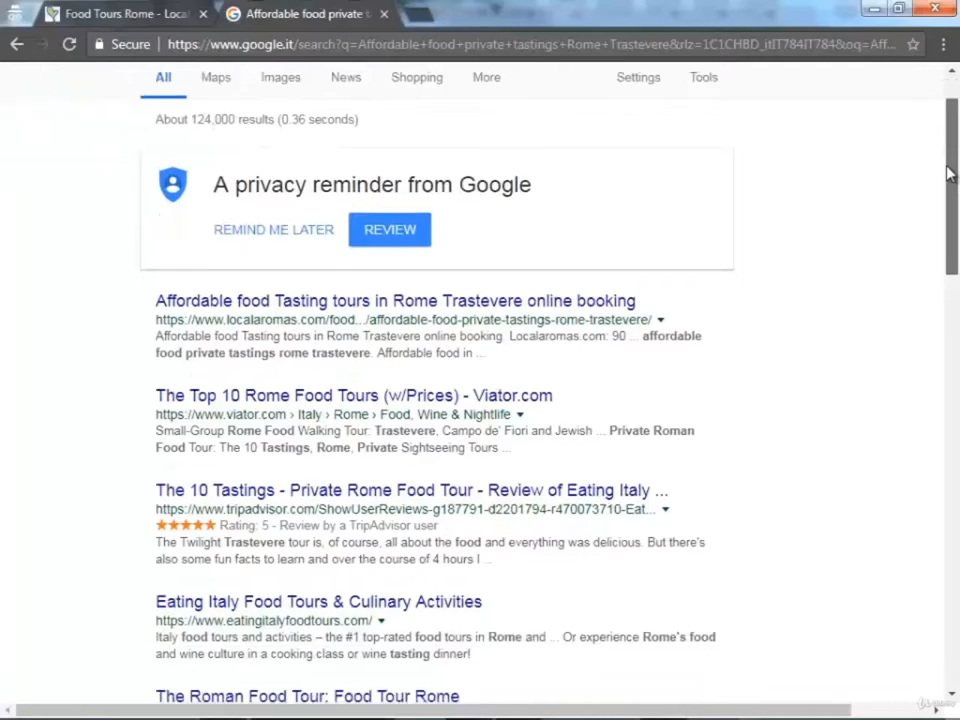 Food Tours Rome - Loca
Affordable food private t
Secure
https://www.google.it/search?q=Affordable+food+private+tastings+Rome+Trastevere&rlz=1C1CHBD_itIT784IT784&oq=Aff...
All
Maps
Images
News
Shopping
More
Settings
Tools
About 124,000 results (0.36 seconds)
A privacy reminder from Google
REMIND ME LATER
REVIEW
Affordable food Tasting tours in Rome Trastevere online booking
https://www.localaromas.com/food.../affordable-food-private-tastings-rome-trastevere/
Affordable food Tasting tours in Rome Trastevere online booking Localaromas.com: 90 ... affordable
food private tastings rome trastevere. Affordable food in ...
The Top 10 Rome Food Tours (w/Prices) - Viator.com
https://www.viator.com › Italy › Rome › Food, Wine & Nightlife
Small-Group Rome Food Walking Tour: Trastevere, Campo de' Fiori and Jewish ... Private Roman
Food Tour: The 10 Tastings, Rome, Private Sightseeing Tours ...
The 10 Tastings - Private Rome Food Tour - Review of Eating Italy ...
https://www.tripadvisor.com/ShowUserReviews-g187791-d2201794-r470073710-Eat...
Rating: 5 - Review by a TripAdvisor user
The Twilight Trastevere tour is, of course, all about the food and everything was delicious. But there's
also some fun facts to learn and over the course of 4 hours I ...
Eating Italy Food Tours & Culinary Activities
https://www.eatingitalyfoodtours.com/
Italy food tours and activities – the #1 top-rated food tours in Rome and ... Or experience Rome's food
and wine culture in a cooking class or wine tasting dinner!
The Roman Food Tour: Food Tour Rome